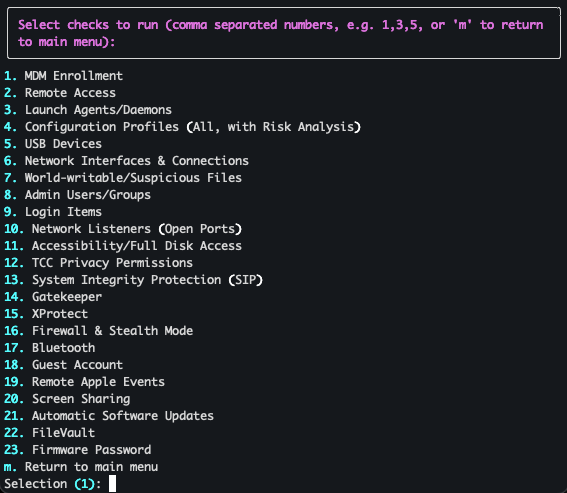 Select checks to run (comma separated numbers, e.g. 1,3,5, or 'm' to return
to main menu):
1. MDM Enrollment
2. Remote Access
3. Launch Agents/Daemons
4. Configuration Profiles (All, with Risk Analysis)
5. USB Devices
6. Network Interfaces & Connections
7. World-writable/Suspicious Files
8. Admin Users/Groups
9. Login Items
10. Network Listeners (Open Ports)
11. Accessibility/Full Disk Access
12. TCC Privacy Permissions
13. System Integrity Protection (SIP)
14. Gatekeeper
15. XProtect
16. Firewall & Stealth Mode
17. Bluetooth
18. Guest Account
19. Remote Apple Events
20. Screen Sharing
21. Automatic Software Updates
22. FileVault
23. Firmware Password
m. Return to main menu
Selection (1):